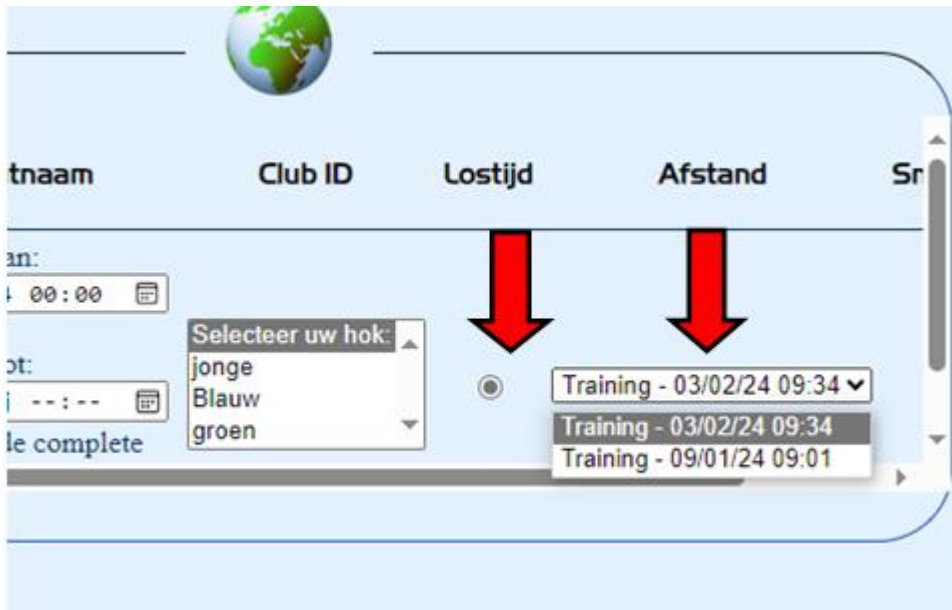 tnaam Club ID Lostijd Afstand Sr
an:
00:00
Selecteer uw hok:
jonge
Blauw
groen
ot:
--:--
le complete
Training - 03/02/24 09:34
Training - 03/02/24 09:34
Training - 09/01/24 09:01